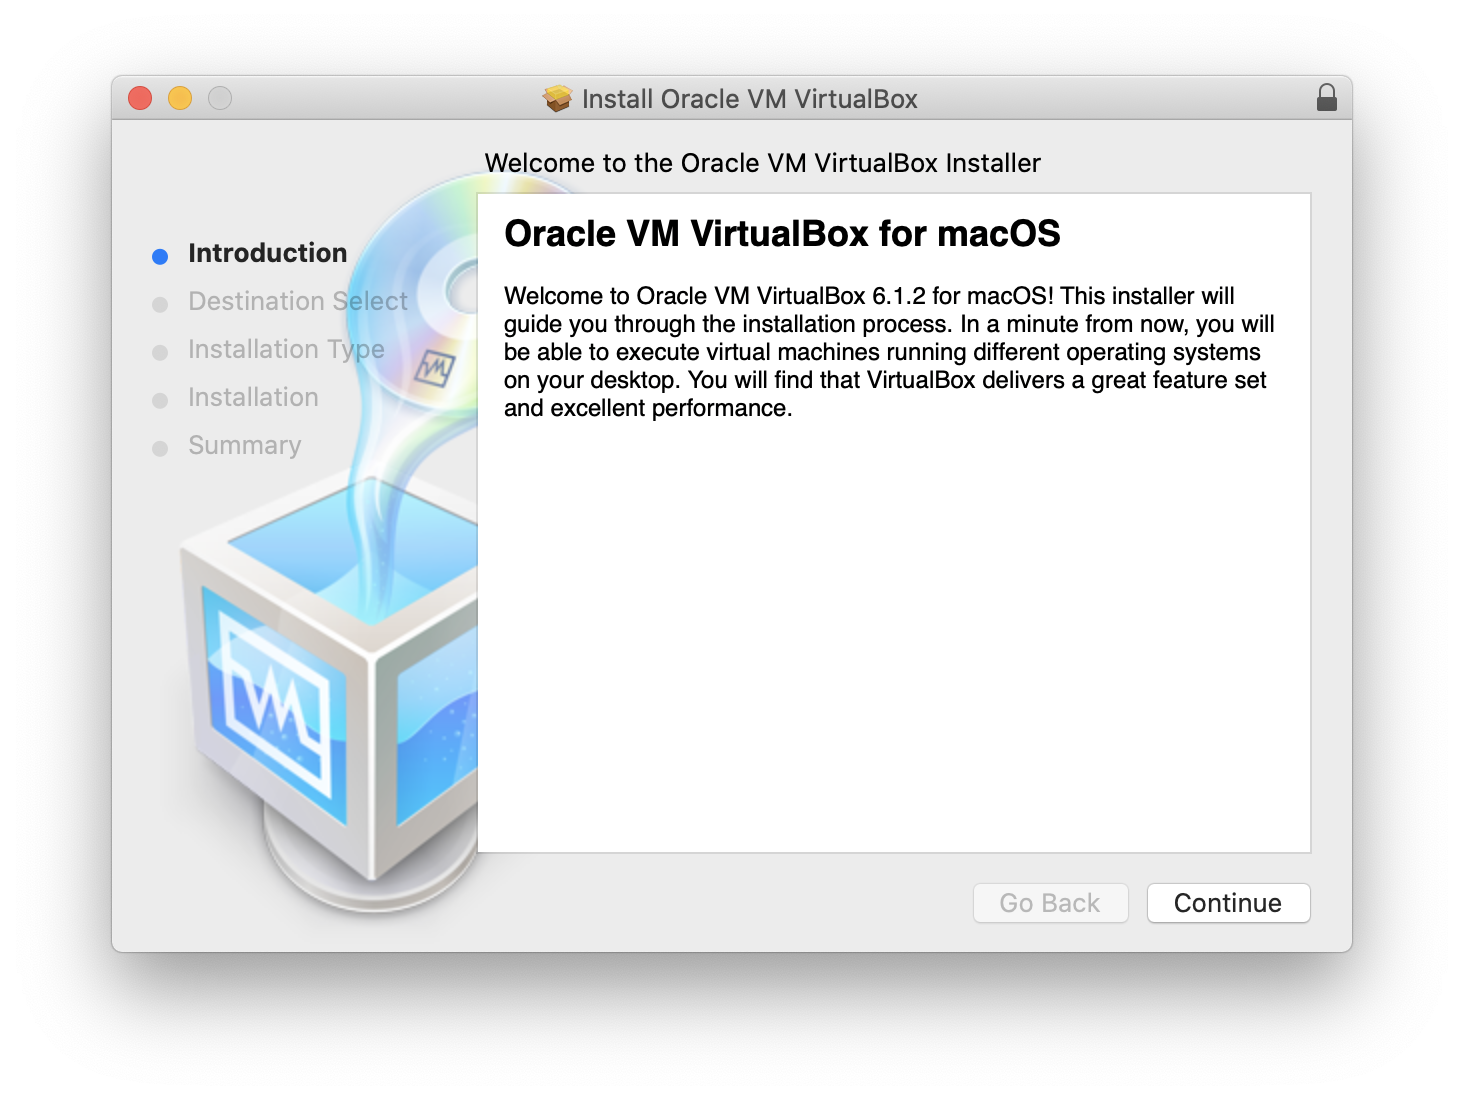 Install Oracle VM VirtualBox
Welcome to the Oracle VM VirtualBox Installer
Introduction
Destination Select
Installation Type
Installation
Summary
Oracle VM VirtualBox for macOS
Welcome to Oracle VM VirtualBox 6.1.2 for macOS! This installer will
guide you through the installation process. In a minute from now, you will
be able to execute virtual machines running different operating systems
on your desktop. You will find that VirtualBox delivers a great feature set
and excellent performance.
VM
Go Back
Continue